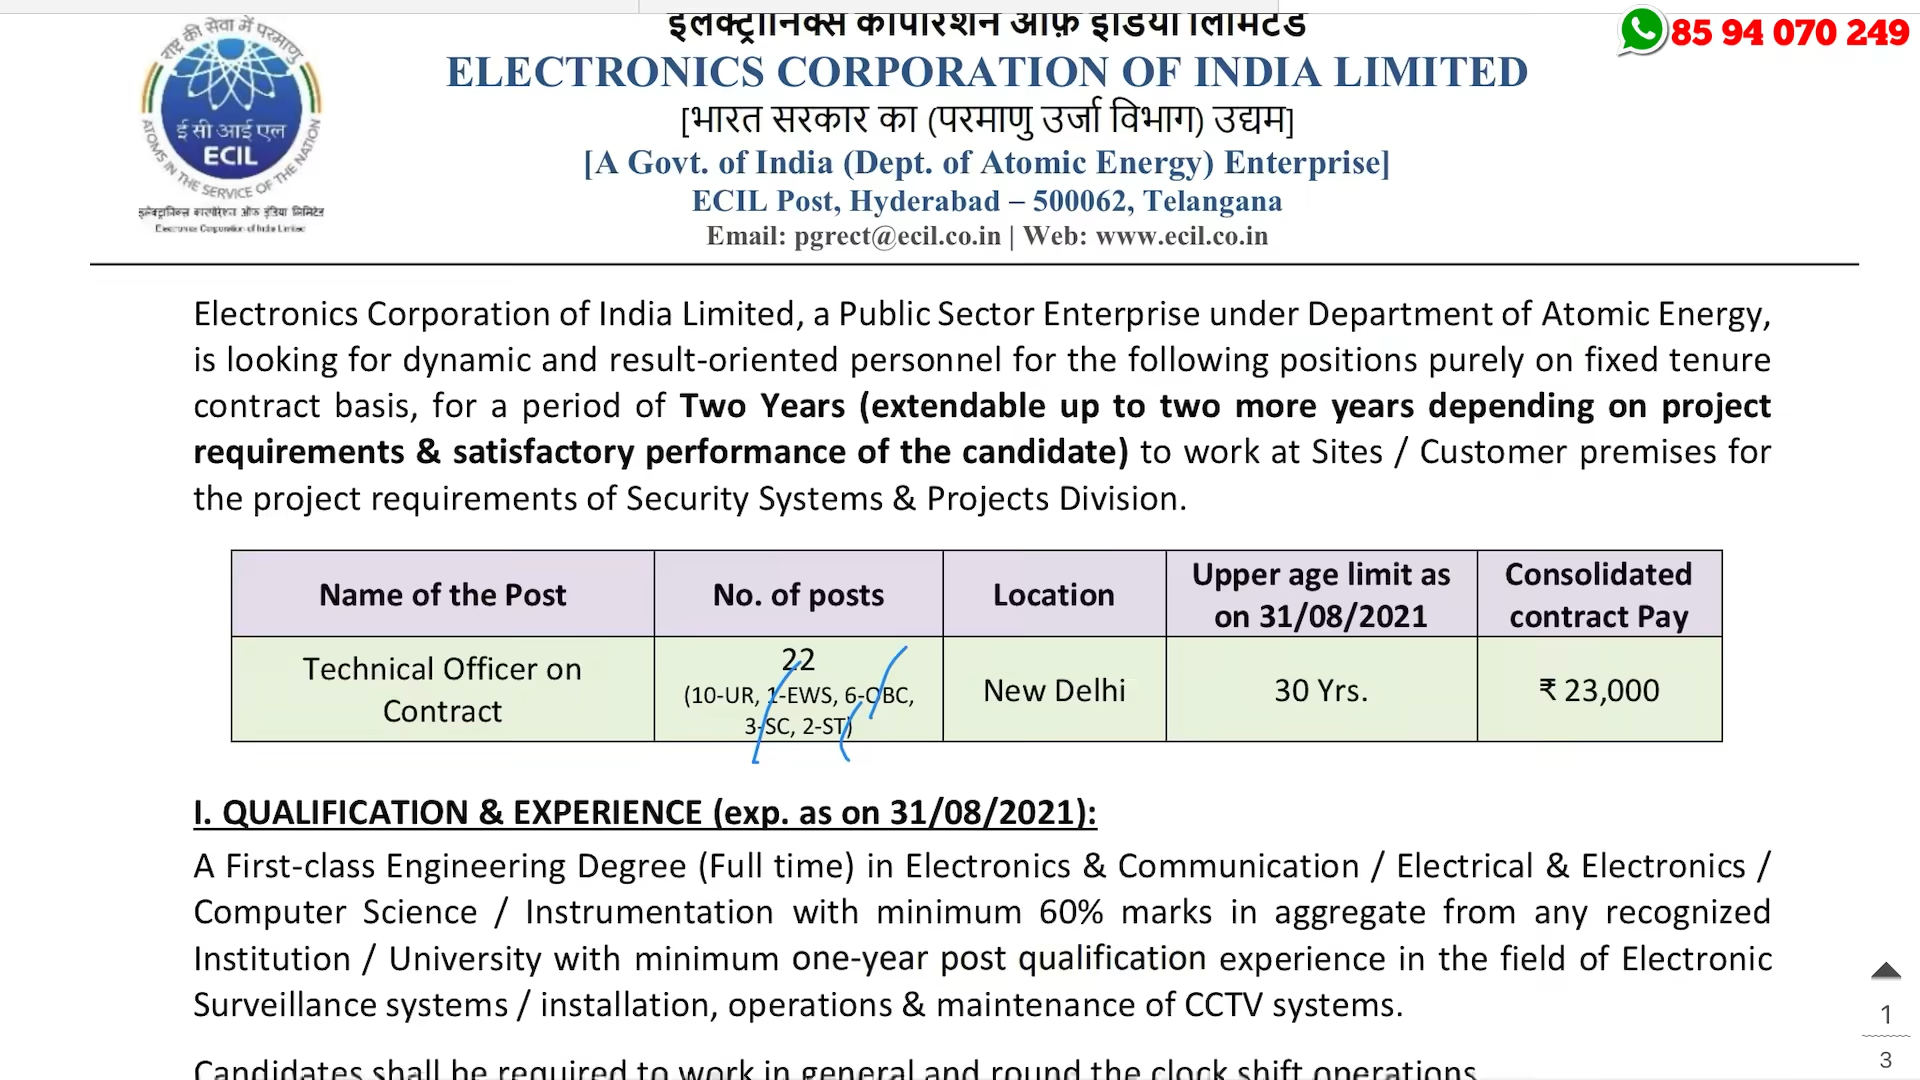 इलेक्ट्रॉनिक्स कॉर्पोरेशन ऑफ़ इंडिया लिमिटेड
85 94 070 249
ELECTRONICS CORPORATION OF INDIA LIMITED
[भारत सरकार का (परमाणु उर्जा विभाग) उद्यम]
[A Govt. of India (Dept. of Atomic Energy) Enterprise]
ECIL Post, Hyderabad – 500062, Telangana
Email: pgrect@ecil.co.in | Web: www.ecil.co.in
राष्ट्र की सेवा में परमाणु
ई सी आई एल
ECIL
ATOMS IN THE SERVICE OF THE NATION
इलेक्ट्रॉनिक्स कारपोरेशन ऑफ इंडिया लिमिटेड
Electronics Corporation of India Limited
Electronics Corporation of India Limited, a Public Sector Enterprise under Department of Atomic Energy,
is looking for dynamic and result-oriented personnel for the following positions purely on fixed tenure
contract basis, for a period of Two Years (extendable up to two more years depending on project
requirements & satisfactory performance of the candidate) to work at Sites / Customer premises for
the project requirements of Security Systems & Projects Division.
Name of the Post No. of posts Location Upper age limit as on 31/08/2021 Consolidated contract Pay
Technical Officer on Contract 22 (10-UR, 1-EWS, 6-OBC, 3-SC, 2-ST) New Delhi 30 Yrs. ₹ 23,000
I. QUALIFICATION & EXPERIENCE (exp. as on 31/08/2021):
A First-class Engineering Degree (Full time) in Electronics & Communication / Electrical & Electronics /
Computer Science / Instrumentation with minimum 60% marks in aggregate from any recognized
Institution / University with minimum one-year post qualification experience in the field of Electronic
Surveillance systems / installation, operations & maintenance of CCTV systems.
Candidates shall be required to work in general and round the clock shift operations
1
3